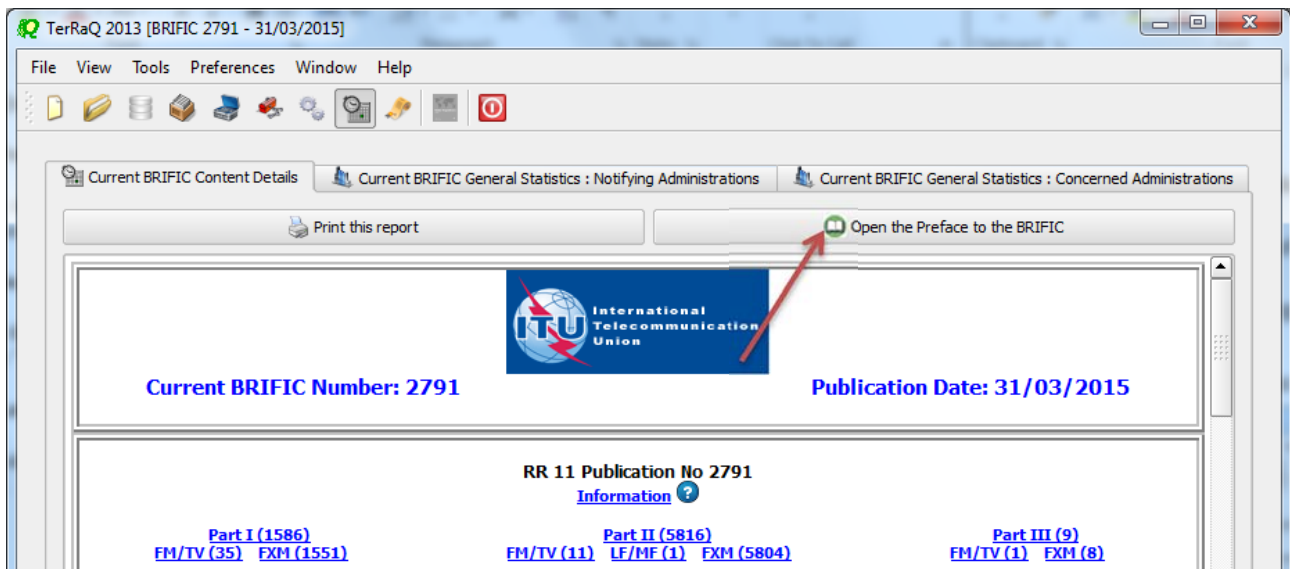 TerRaQ 2013 [BRIFIC 2791 - 31/03/2015]
File View Tools Preferences Window Help
Current BRIFIC Content Details Current BRIFIC General Statistics : Notifying Administrations Current BRIFIC General Statistics : Concerned Administrations
Print this report Open the Preface to the BRIFIC
International
Telecommunication
Union
ITU
Current BRIFIC Number: 2791 Publication Date: 31/03/2015
RR 11 Publication No 2791
Information ?
Part I (1586) Part II (5816) Part III (9)
FM/TV (35) FXM (1551) FM/TV (11) LF/MF (1) FXM (5804) FM/TV (1) FXM (8)